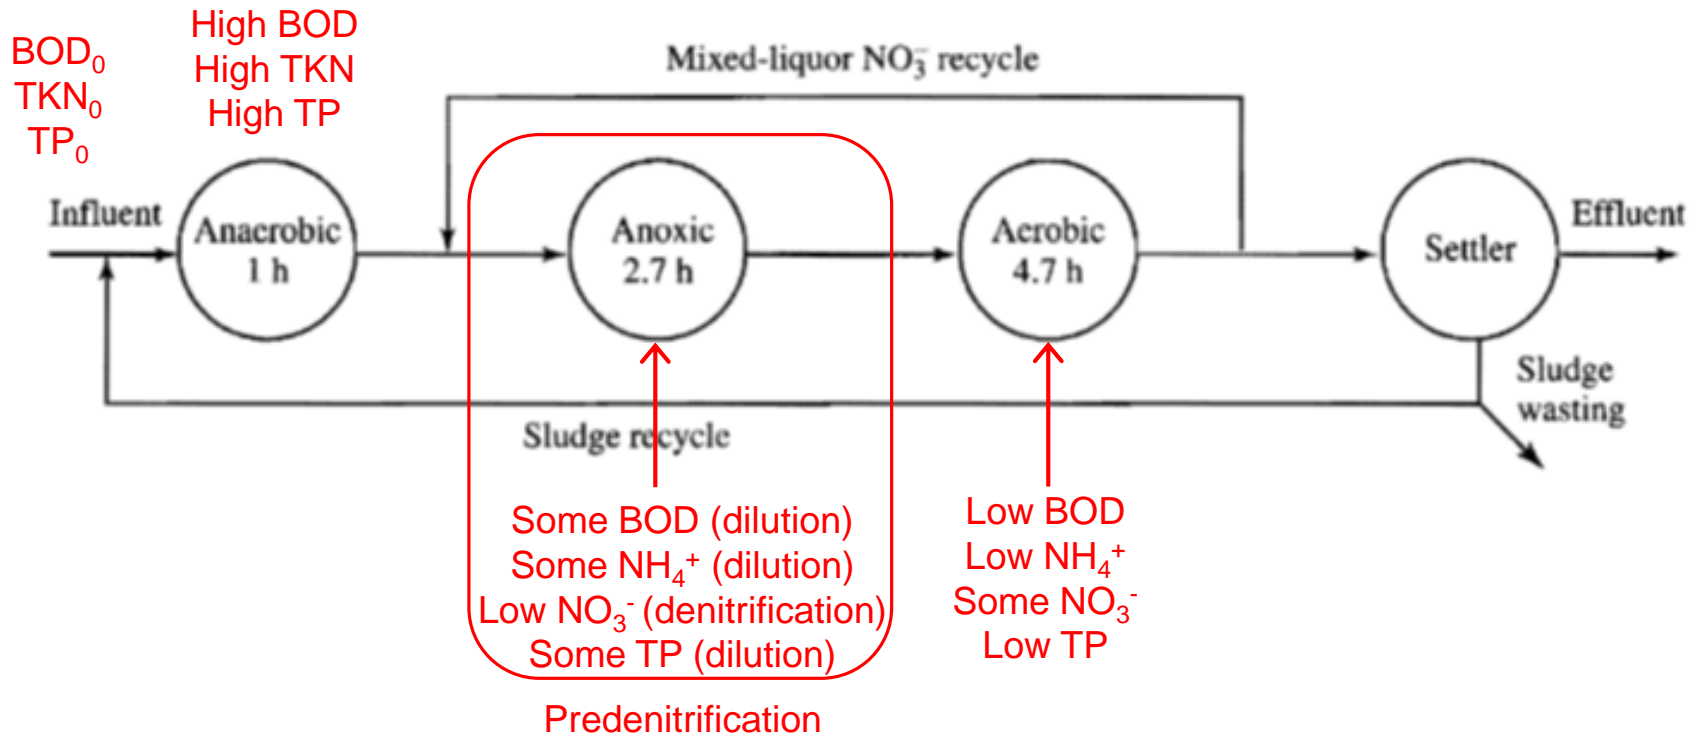 BOD₀
TKN₀
TP₀
High BOD
High TKN
High TP
Mixed-liquor NO₃⁻ recycle
Influent
Anaerobic
1 h
Anoxic
2.7 h
Aerobic
4.7 h
Settler
Effluent
Sludge
wasting
Sludge recycle
Some BOD (dilution)
Some NH₄⁺ (dilution)
Low NO₃⁻ (denitrification)
Some TP (dilution)
Low BOD
Low NH₄⁺
Some NO₃⁻
Low TP
Predenitrification